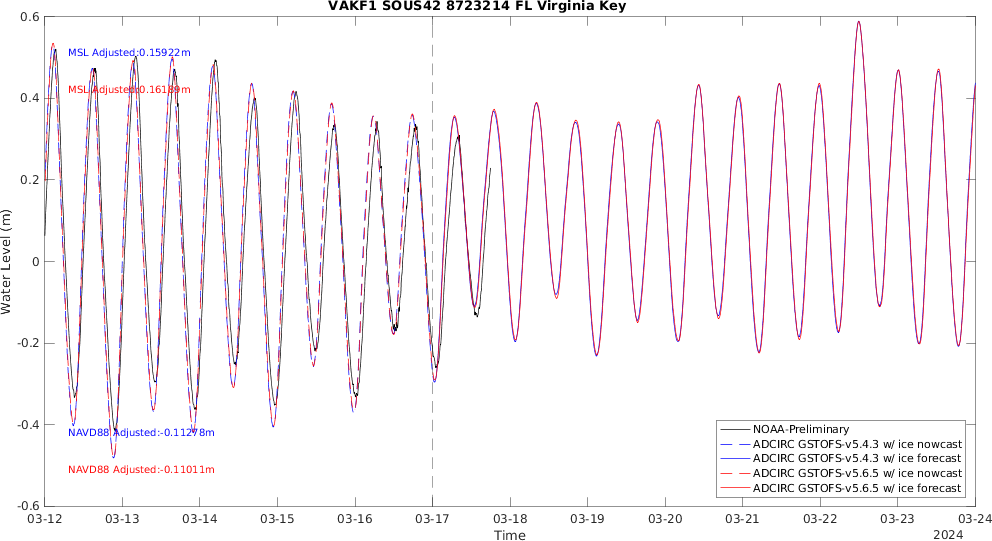 VAKF1 SOUS42 8723214 FL Virginia Key
0.6
0.4
0.2
0
-0.2
-0.4
-0.6
Water Level (m)
MSL Adjusted:0.15922m
MSL Adjusted:0.16189m
NAVD88 Adjusted:-0.11278m
NAVD88 Adjusted:-0.11011m
NOAA-Preliminary
ADCIRC GSTOFS-v5.4.3 w/ ice nowcast
ADCIRC GSTOFS-v5.4.3 w/ ice forecast
ADCIRC GSTOFS-v5.6.5 w/ ice nowcast
ADCIRC GSTOFS-v5.6.5 w/ ice forecast
03-12 03-13 03-14 03-15 03-16 03-17 03-18 03-19 03-20 03-21 03-22 03-23 03-24
Time
2024